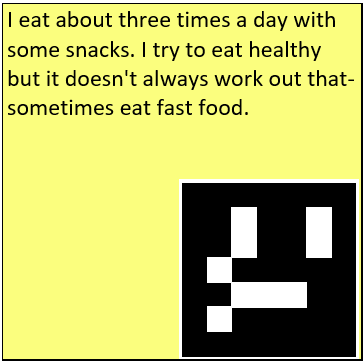 I eat about three times a day with
some snacks. I try to eat healthy
but it doesn't always work out that-
sometimes eat fast food.